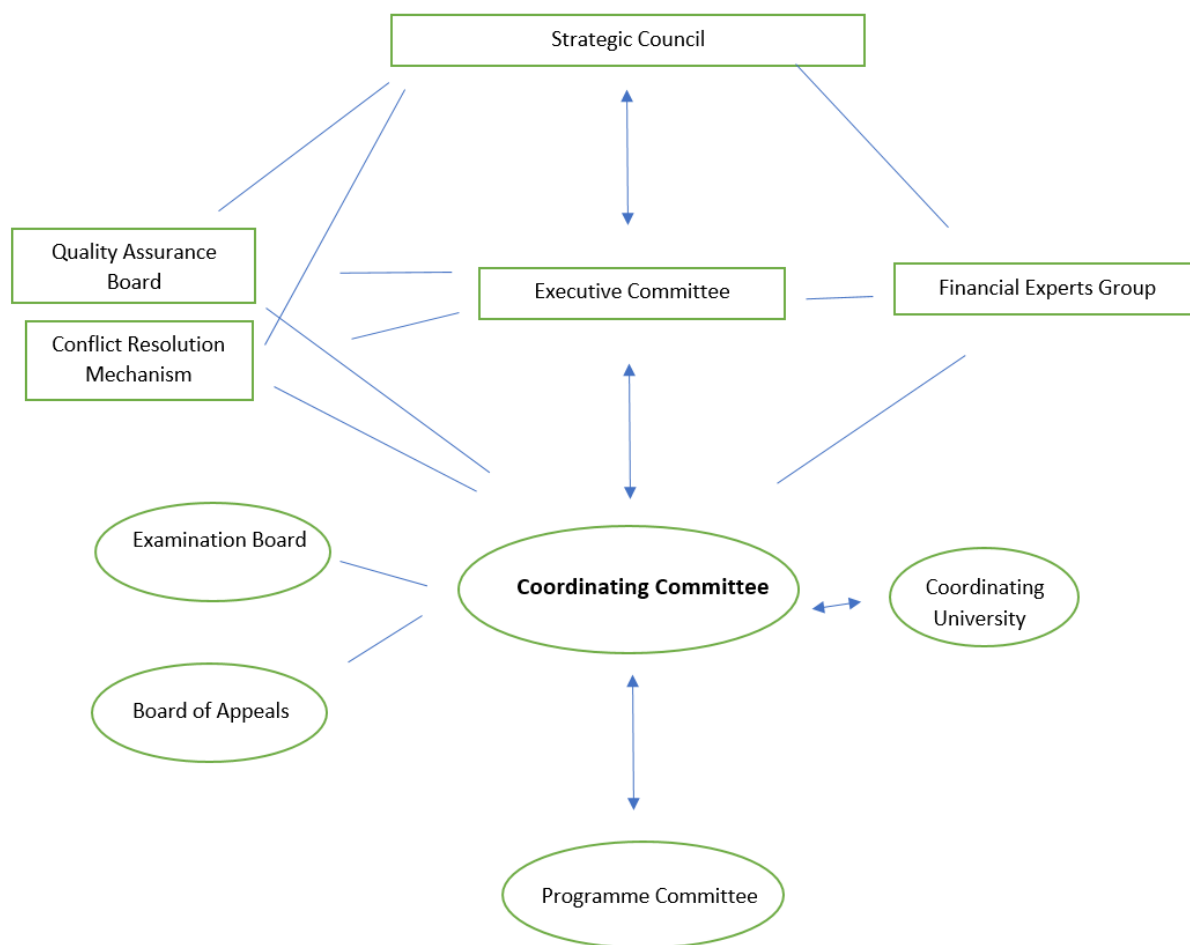 Strategic Council
Quality Assurance
Board
Executive Committee
Financial Experts Group
Conflict Resolution
Mechanism
Examination Board
Coordinating Committee
Coordinating
University
Board of Appeals
Programme Committee